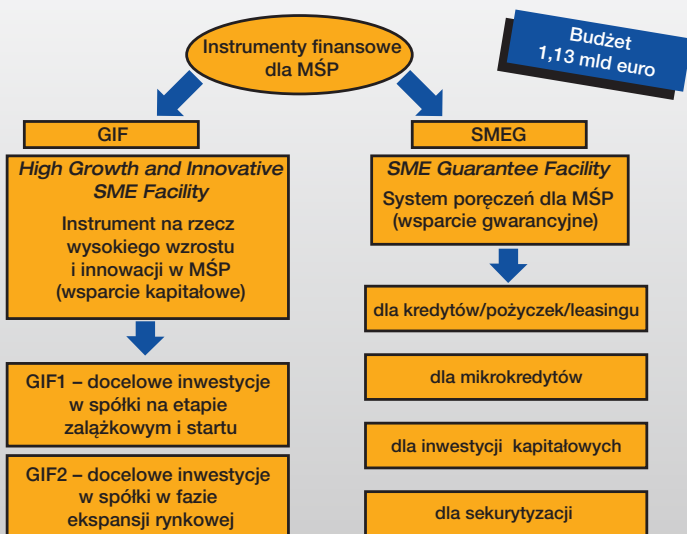 Instrumenty finansowe
dla MŚP
Budżet
1,13 mld euro
GIF
High Growth and Innovative
SME Facility
Instrument na rzecz
wysokiego wzrostu
i innowacji w MŚP
(wsparcie kapitałowe)
GIF1 – docelowe inwestycje
w spółki na etapie
zalążkowym i startu
GIF2 – docelowe inwestycje
w spółki w fazie
ekspansji rynkowej
SMEG
SME Guarantee Facility
System poręczeń dla MŚP
(wsparcie gwarancyjne)
dla kredytów/pożyczek/leasingu
dla mikrokredytów
dla inwestycji kapitałowych
dla sekurytyzacji